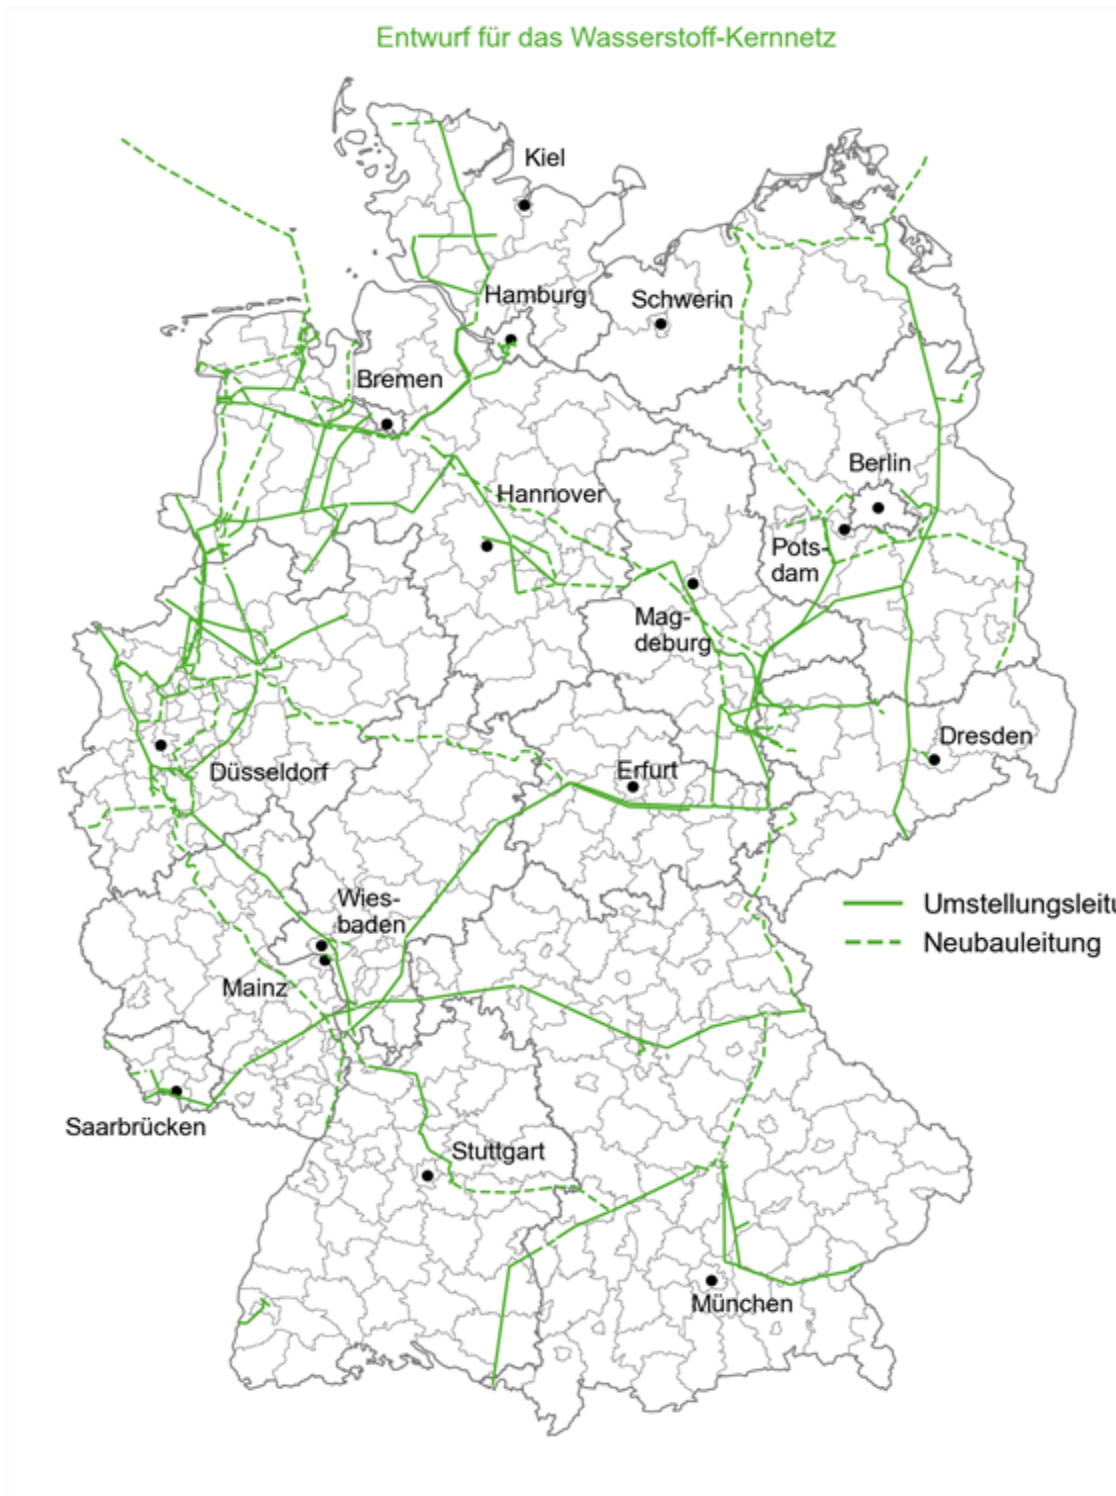 Entwurf für das Wasserstoff-Kernnetz
Kiel
Hamburg
Schwerin
Bremen
Berlin
Hannover
Pots-
dam
Mag-
deburg
Dresden
Düsseldorf
Erfurt
Wies-
baden
Umstellungsleitu
Neubauleitung
Mainz
Saarbrücken
Stuttgart
München